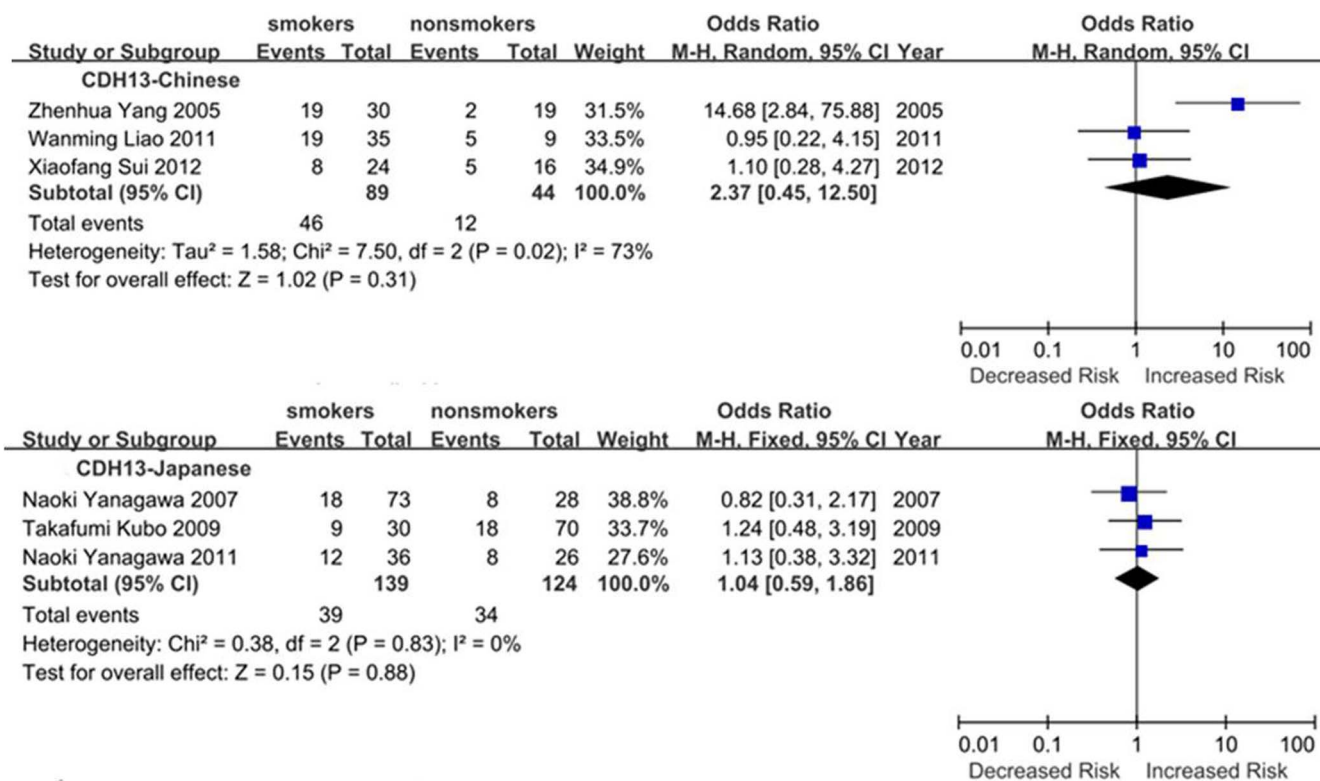 smokers nonsmokers Odds Ratio Odds Ratio
Study or Subgroup Events Total Events Total Weight M-H, Random, 95% CI Year M-H, Random, 95% CI
CDH13-Chinese
Zhenhua Yang 2005 19 30 2 19 31.5% 14.68 [2.84, 75.88] 2005
Wanming Liao 2011 19 35 5 9 33.5% 0.95 [0.22, 4.15] 2011
Xiaofang Sui 2012 8 24 5 16 34.9% 1.10 [0.28, 4.27] 2012
Subtotal (95% CI) 89 44 100.0% 2.37 [0.45, 12.50]
Total events 46 12
Heterogeneity: Tau² = 1.58; Chi² = 7.50, df = 2 (P = 0.02); I² = 73%
Test for overall effect: Z = 1.02 (P = 0.31)
0.01 0.1 1 10 100
Decreased Risk Increased Risk
smokers nonsmokers Odds Ratio Odds Ratio
Study or Subgroup Events Total Events Total Weight M-H, Fixed, 95% CI Year M-H, Fixed, 95% CI
CDH13-Japanese
Naoki Yanagawa 2007 18 73 8 28 38.8% 0.82 [0.31, 2.17] 2007
Takafumi Kubo 2009 9 30 18 70 33.7% 1.24 [0.48, 3.19] 2009
Naoki Yanagawa 2011 12 36 8 26 27.6% 1.13 [0.38, 3.32] 2011
Subtotal (95% CI) 139 124 100.0% 1.04 [0.59, 1.86]
Total events 39 34
Heterogeneity: Chi² = 0.38, df = 2 (P = 0.83); I² = 0%
Test for overall effect: Z = 0.15 (P = 0.88)
0.01 0.1 1 10 100
Decreased Risk Increased Risk